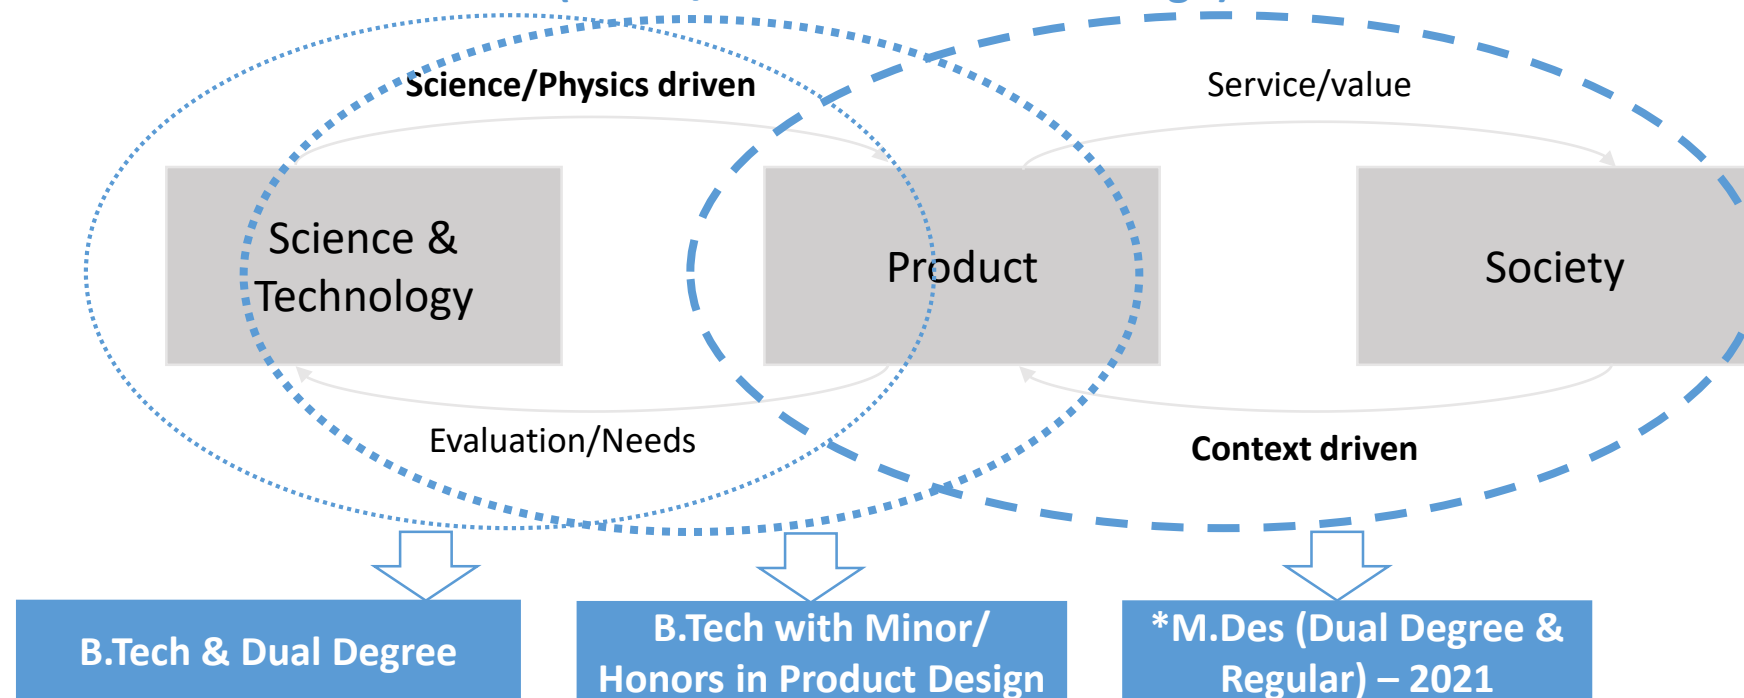 Science/Physics driven
Service/value
Science &
Technology
Product
Society
Evaluation/Needs
Context driven
B.Tech & Dual Degree
B.Tech with Minor/
Honors in Product Design
*M.Des (Dual Degree &
Regular) – 2021